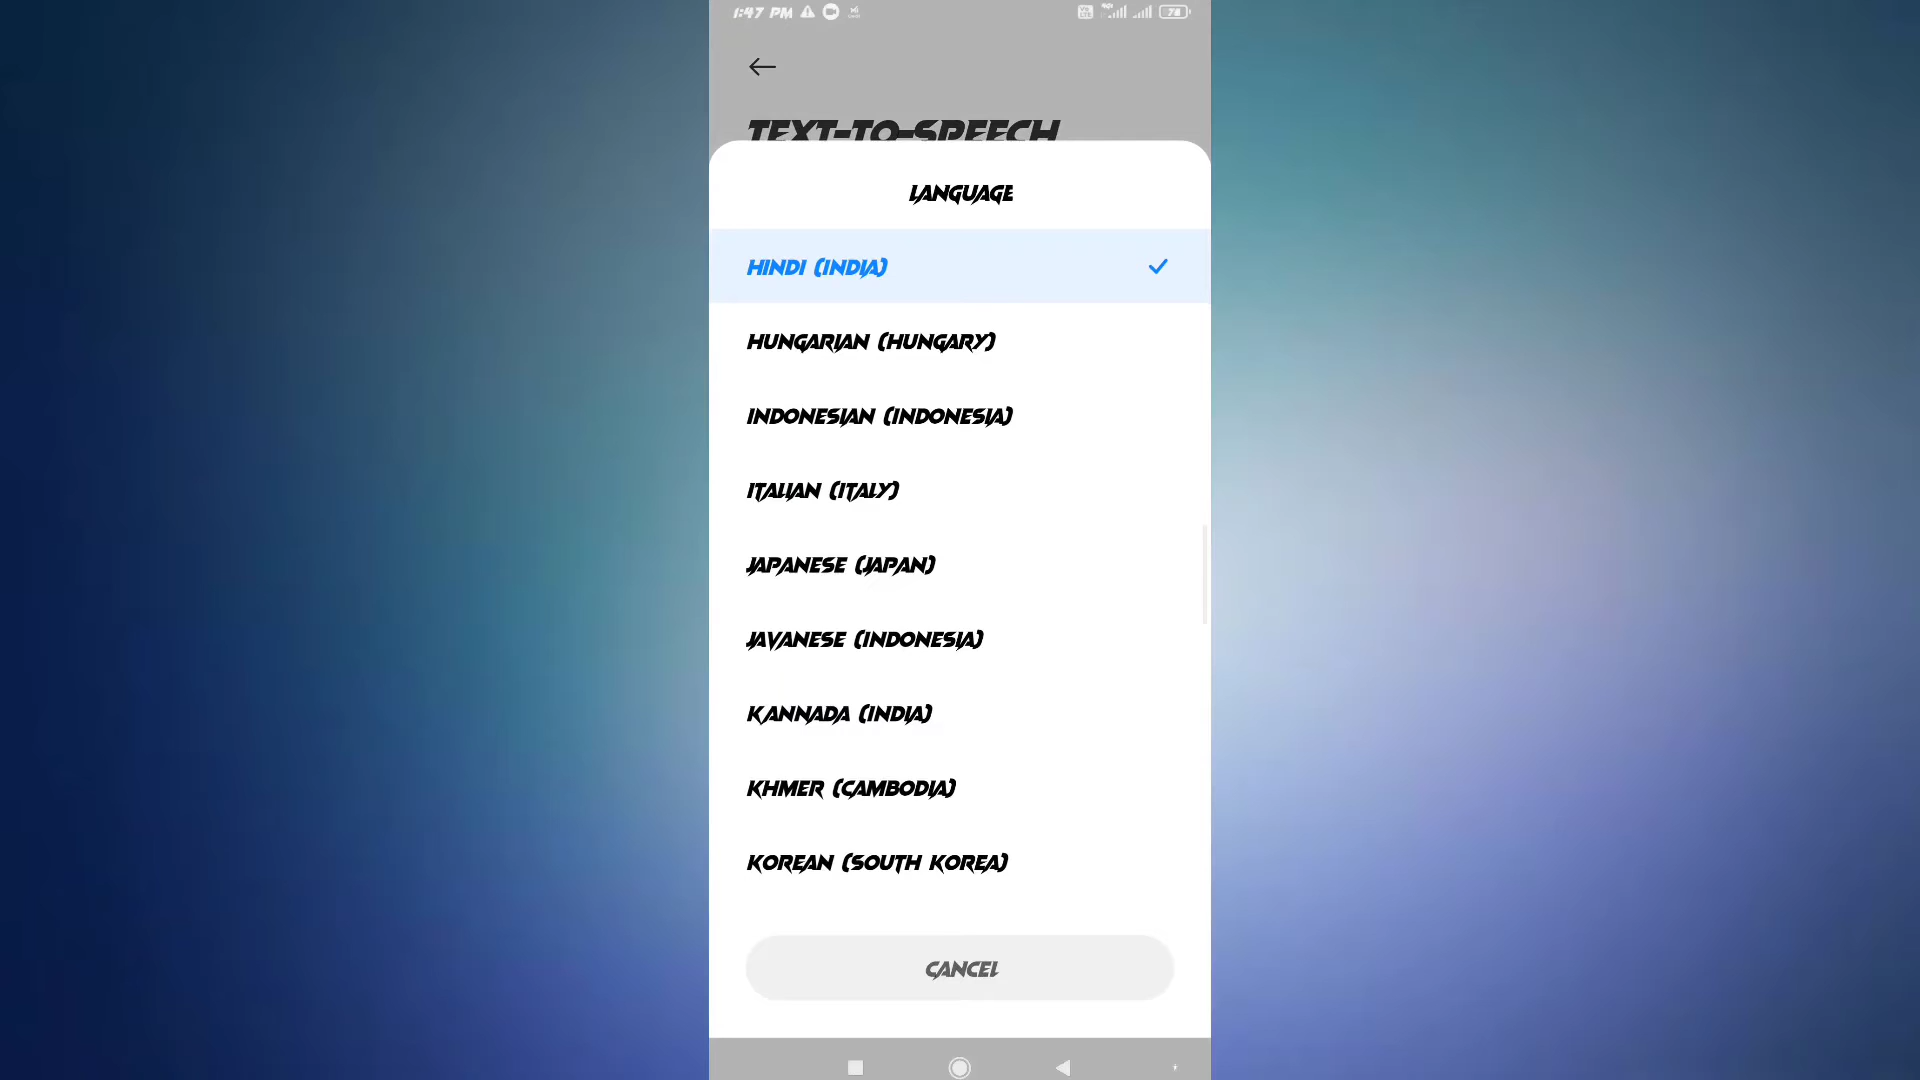 1:47 PM
78
TEXT-TO-SPEECH
LANGUAGE
HINDI (INDIA)
HUNGARIAN (HUNGARY)
INDONESIAN (INDONESIA)
ITALIAN (ITALY)
JAPANESE (JAPAN)
JAVANESE (INDONESIA)
KANNADA (INDIA)
KHMER (CAMBODIA)
KOREAN (SOUTH KOREA)
CANCEL